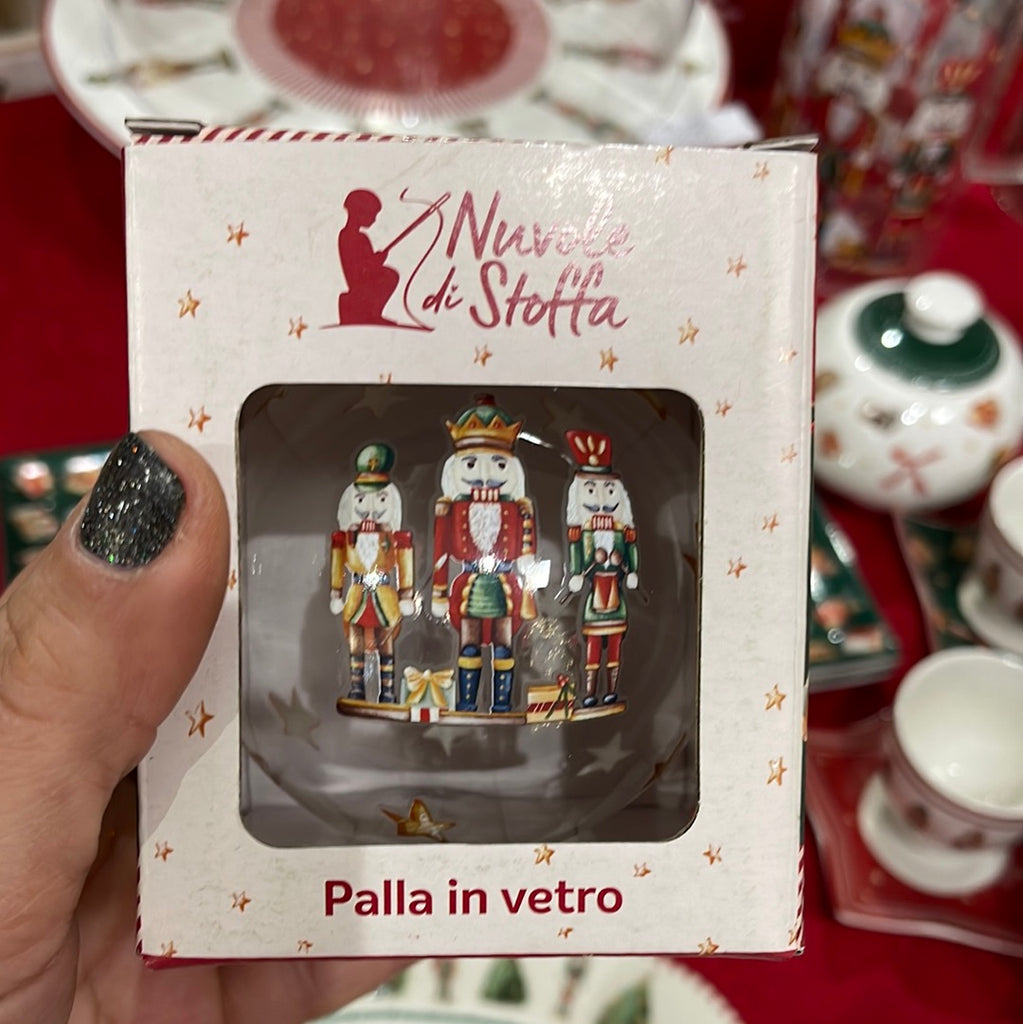 Nuvole
di Stoffa
Palla in vetro